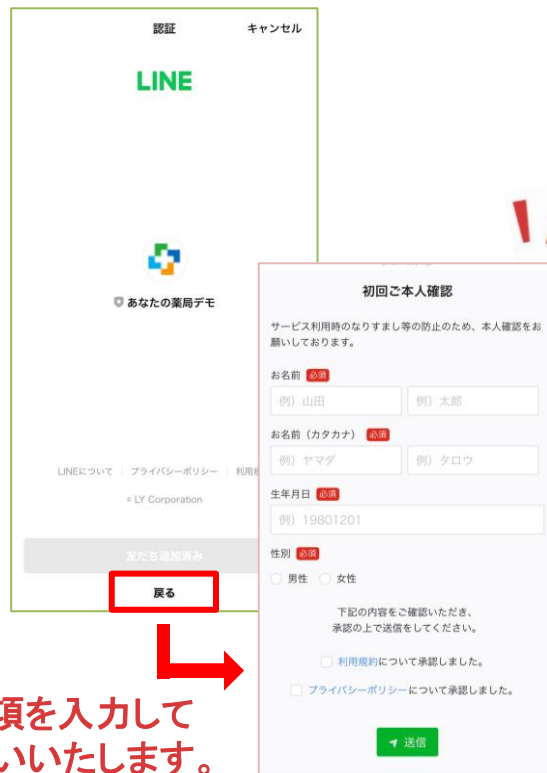 認証
キャンセル
LINE
あなたの薬局デモ
LINEについて | プライバシーポリシー | 利用
© LY Corporation
友だち追加済み
戻る
初回ご本人確認
サービス利用時のなりすまし等の防止のため、本人確認をお
願いしております。
お名前 必須
例）山田
例）太郎
お名前（カタカナ） 必須
例）ヤマダ
例）タロウ
生年月日 必須
例）19801201
性別 必須
男性 女性
下記の内容をご確認いただき、
承認の上で送信をしてください。
利用規約について承認しました。
プライバシーポリシーについて承認しました。
送信
項を入力して
いいたします。